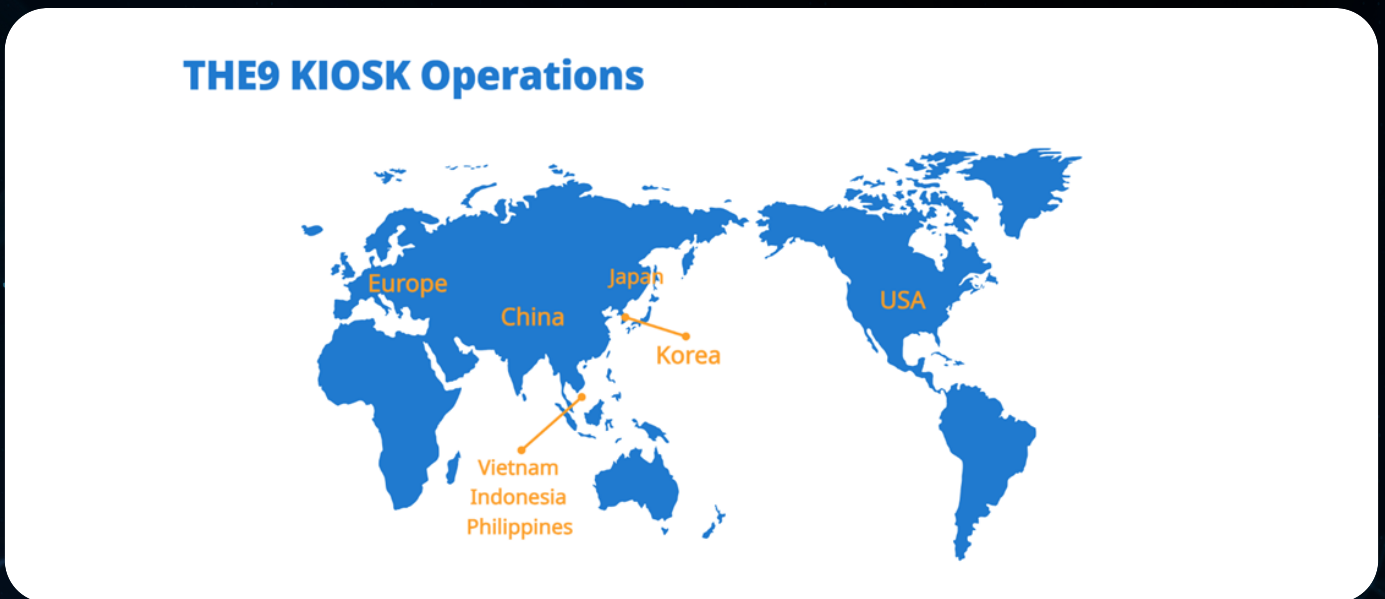 THE9 KIOSK Operations
Europe
Japan
China
USA
Korea
Vietnam
Indonesia
Philippines